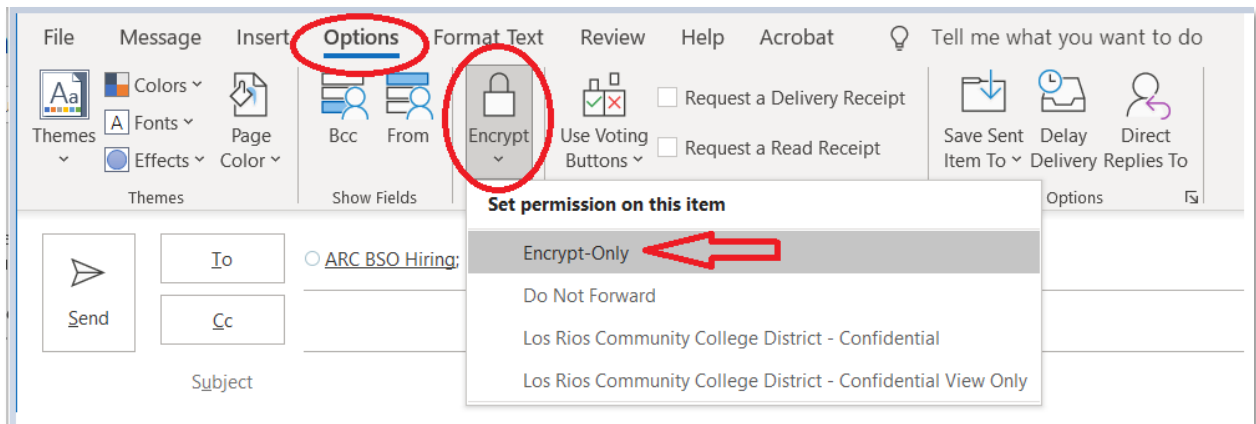 File Message Insert Options Format Text Review Help Acrobat Tell me what you want to do
Aa Colors Request a Delivery Receipt
A Fonts
Themes Page Bcc From Encrypt Use Voting Save Sent Delay Direct
Effects Color Buttons Request a Read Receipt Item To Delivery Replies To
Themes Show Fields Options
Set permission on this item
To ARC BSO Hiring; Encrypt-Only
Do Not Forward
Send Cc
Los Rios Community College District - Confidential
Subject Los Rios Community College District - Confidential View Only